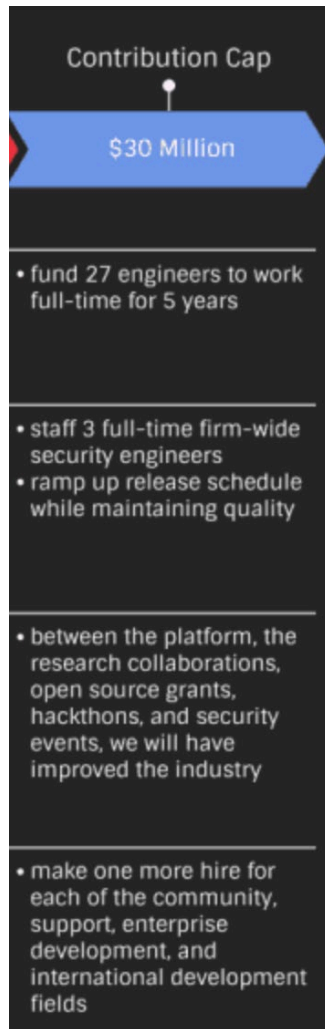 Contribution Cap
$30 Million
• fund 27 engineers to work
full-time for 5 years
• staff 3 full-time firm-wide
security engineers
• ramp up release schedule
while maintaining quality
• between the platform, the
research collaborations,
open source grants,
hackthons, and security
events, we will have
improved the industry
• make one more hire for
each of the community,
support, enterprise
development, and
international development
fields